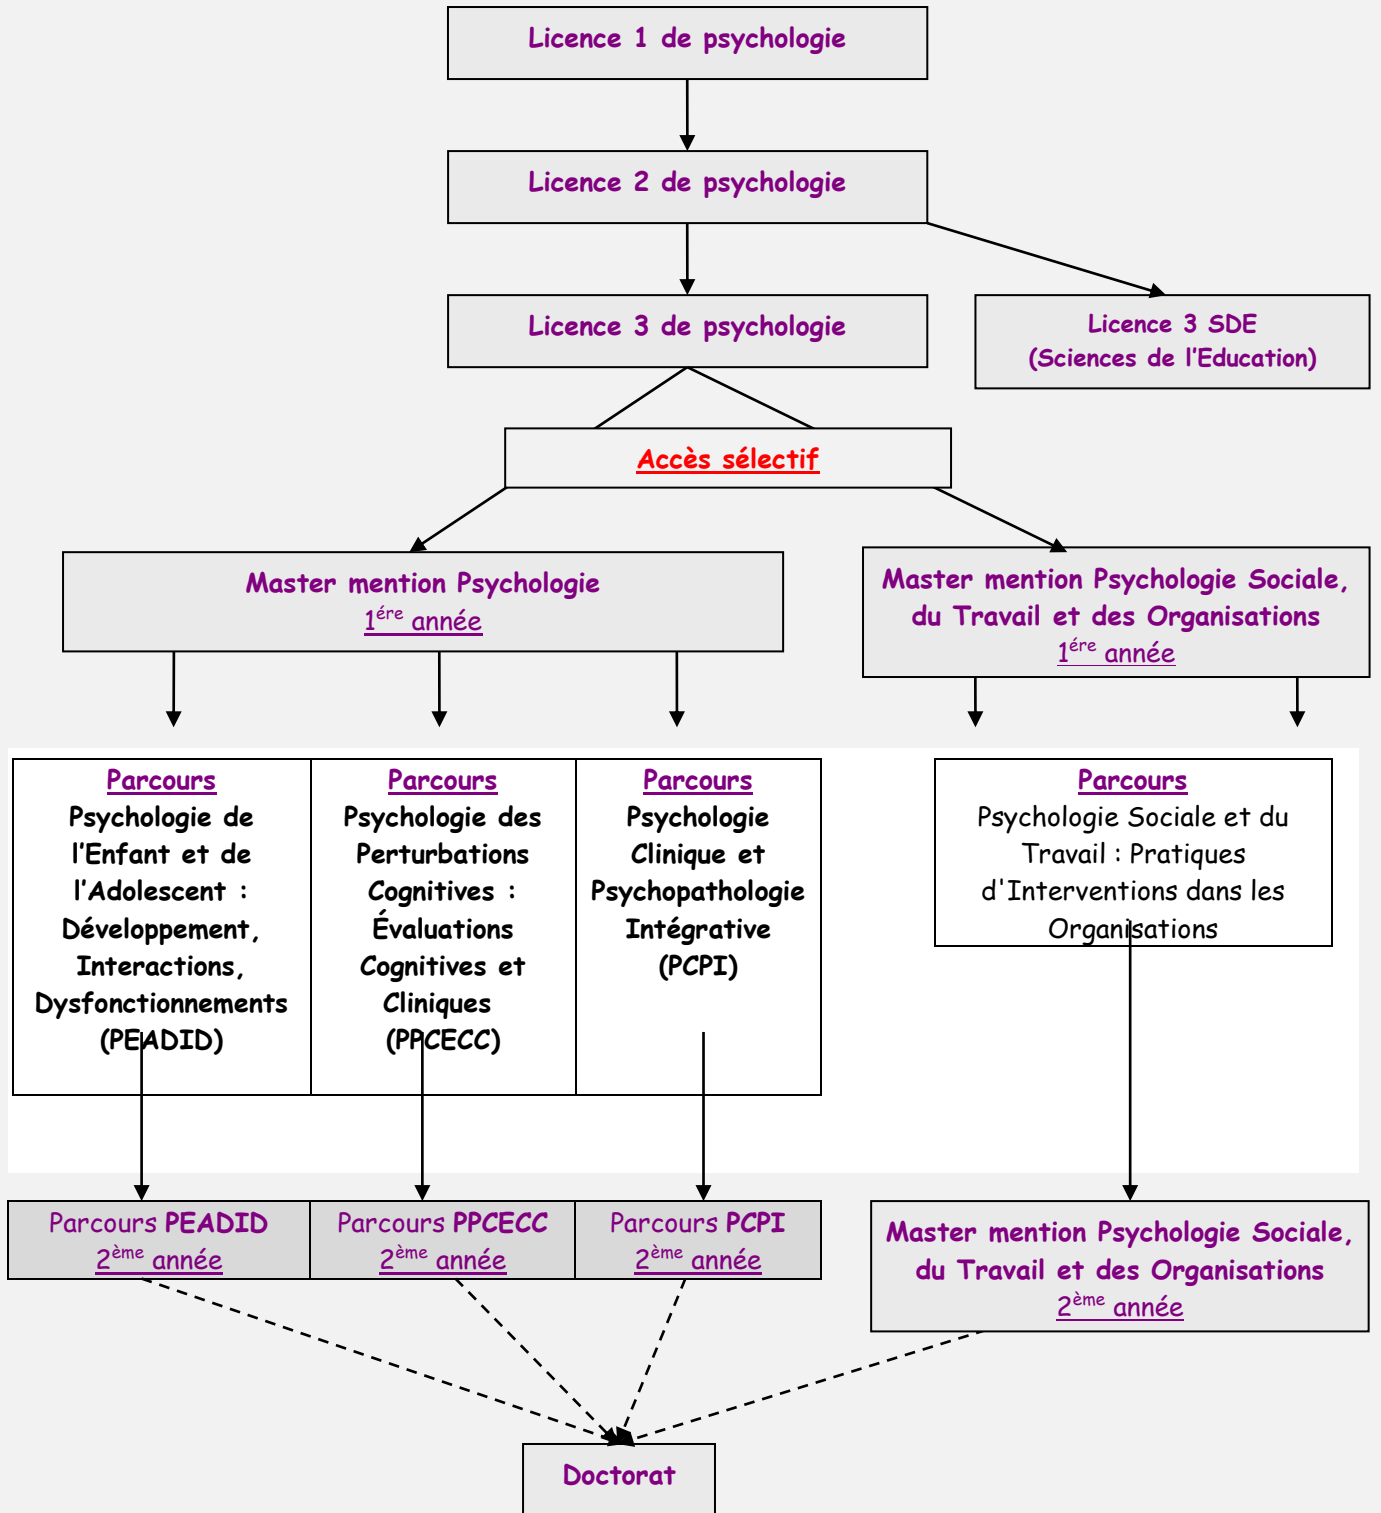 Licence 1 de psychologie
Licence 2 de psychologie
Licence 3 de psychologie
Licence 3 SDE
(Sciences de l'Education)
Accès sélectif
Master mention Psychologie
1ére année
Master mention Psychologie Sociale,
du Travail et des Organisations
1ére année
Parcours
Psychologie de
l'Enfant et de
l'Adolescent :
Développement,
Interactions,
Dysfonctionnements
(PEADID)
Parcours
Psychologie des
Perturbations
Cognitives :
Évaluations
Cognitives et
Cliniques
(PPCECC)
Parcours
Psychologie
Clinique et
Psychopathologie
Intégrative
(PCPI)
Parcours
Psychologie Sociale et du
Travail : Pratiques
d'Interventions dans les
Organisations
Parcours PEADID
2ème année
Parcours PPCECC
2ème année
Parcours PCPI
2ème année
Master mention Psychologie Sociale,
du Travail et des Organisations
2ème année
Doctorat